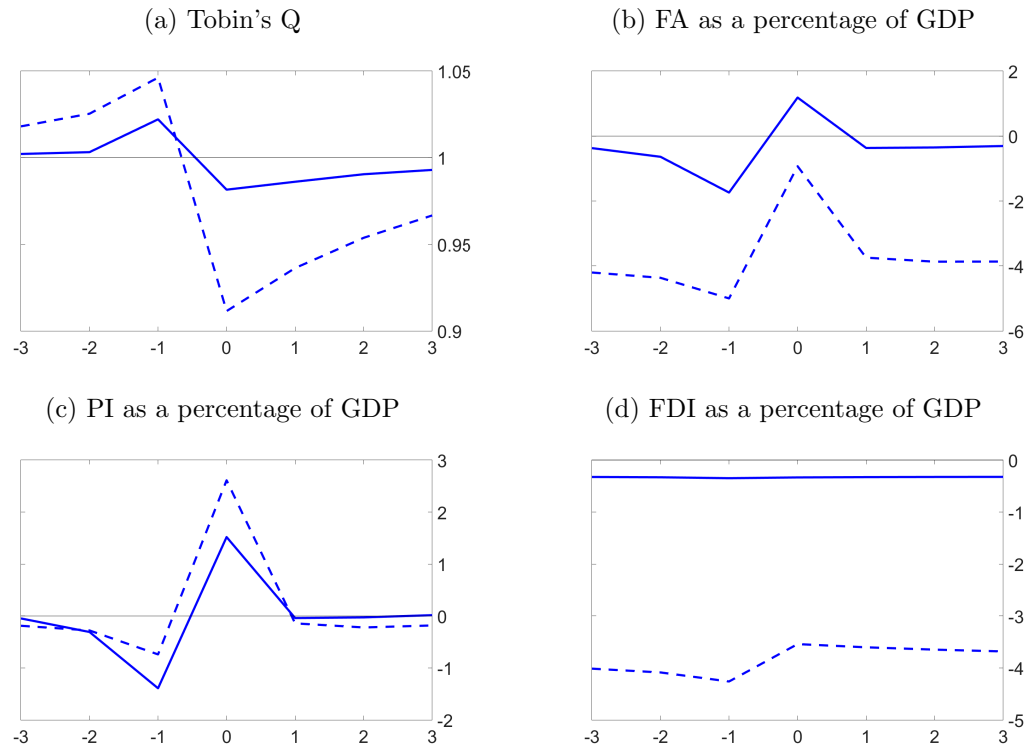 (a) Tobin's Q
1.05
1
0.95
0.9
-3 -2 -1 0 1 2 3
(b) FA as a percentage of GDP
2
0
-2
-4
-6
-3 -2 -1 0 1 2 3
(c) PI as a percentage of GDP
3
2
1
0
-1
-2
-3 -2 -1 0 1 2 3
(d) FDI as a percentage of GDP
0
-1
-2
-3
-4
-5
-3 -2 -1 0 1 2 3